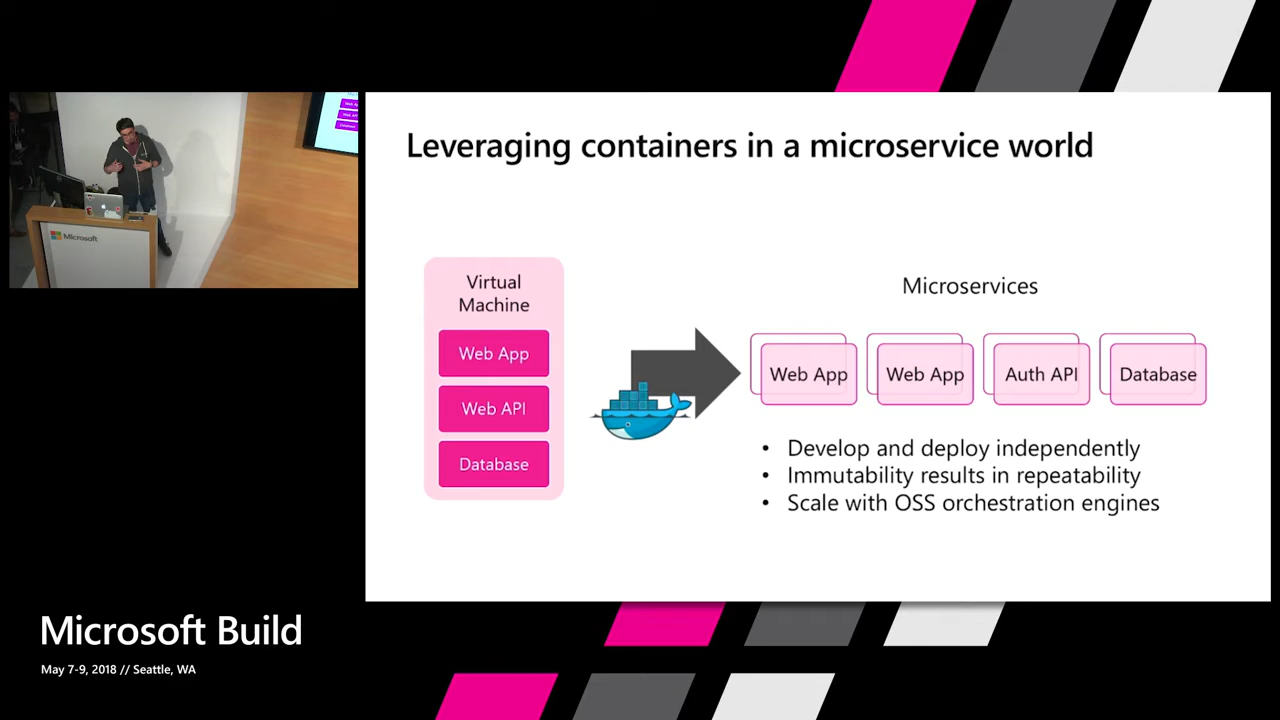 Leveraging containers in a microservice world
Virtual
Machine
Web App
Web API
Database
Microservices
Web App
Web App
Auth API
Database
• Develop and deploy independently
• Immutability results in repeatability
• Scale with OSS orchestration engines
Microsoft
Microsoft Build
May 7-9, 2018 // Seattle, WA